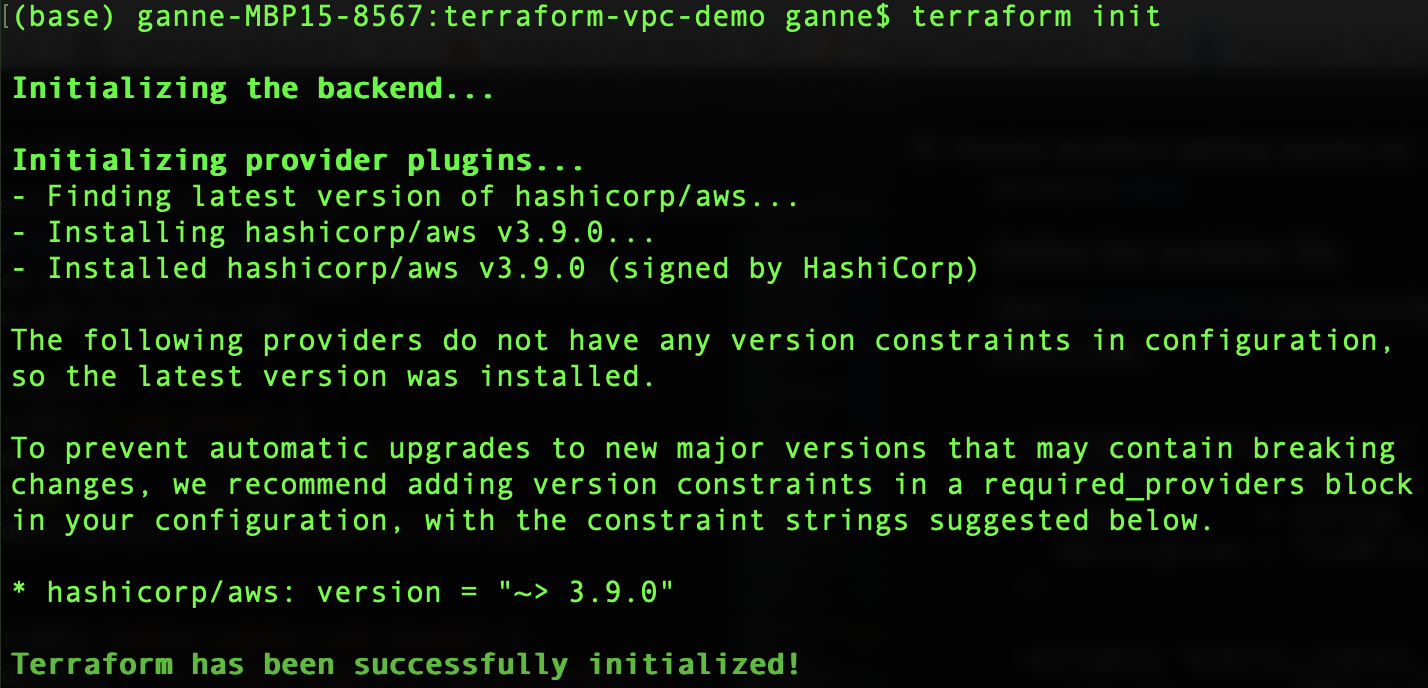 [(base) ganne-MBP15-8567:terraform-vpc-demo ganne$ terraform init
Initializing the backend...
Initializing provider plugins...
- Finding latest version of hashicorp/aws...
- Installing hashicorp/aws v3.9.0...
- Installed hashicorp/aws v3.9.0 (signed by HashiCorp)
The following providers do not have any version constraints in configuration,
so the latest version was installed.
To prevent automatic upgrades to new major versions that may contain breaking
changes, we recommend adding version constraints in a required_providers block
in your configuration, with the constraint strings suggested below.
* hashicorp/aws: version = "~> 3.9.0"
Terraform has been successfully initialized!